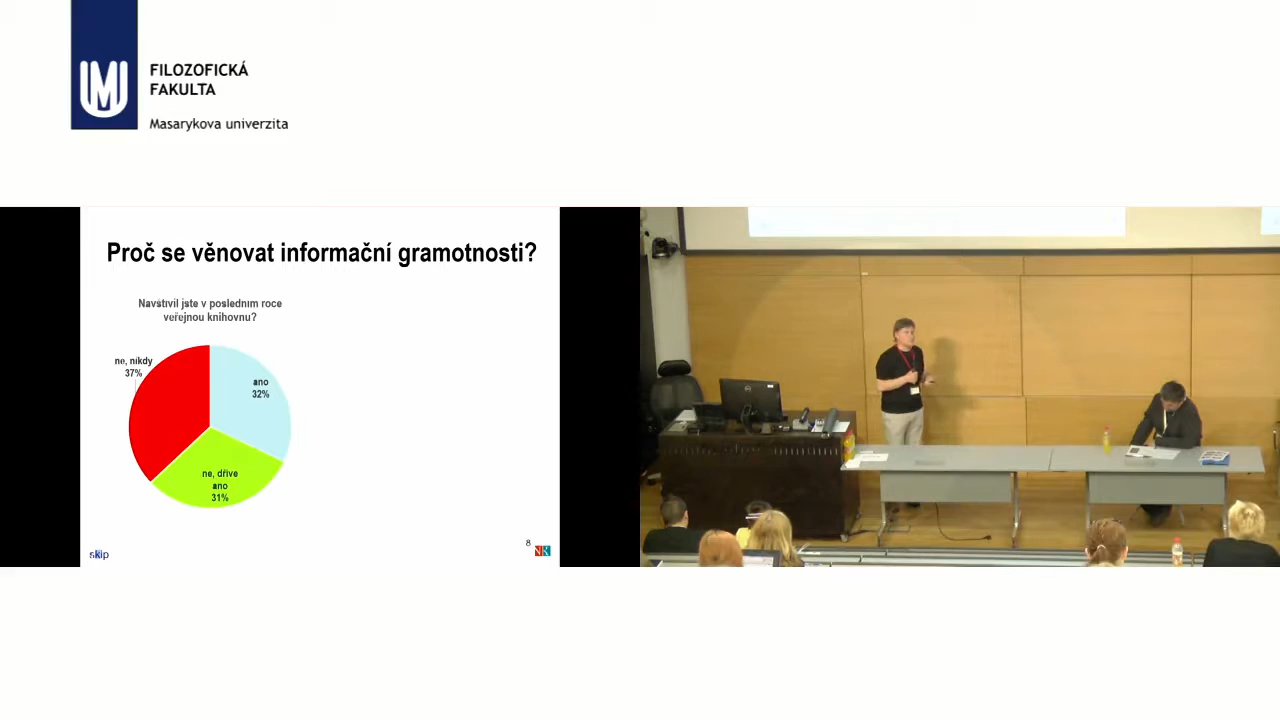 FILOZOFICKÁ
FAKULTA
Masarykova univerzita
Proč se věnovat informační gramotnosti?
Navštívil jste v posledním roce
veřejnou knihovnu?
ne, nikdy
37%
ano
32%
ne, dříve
ano
31%
skip
8
NK